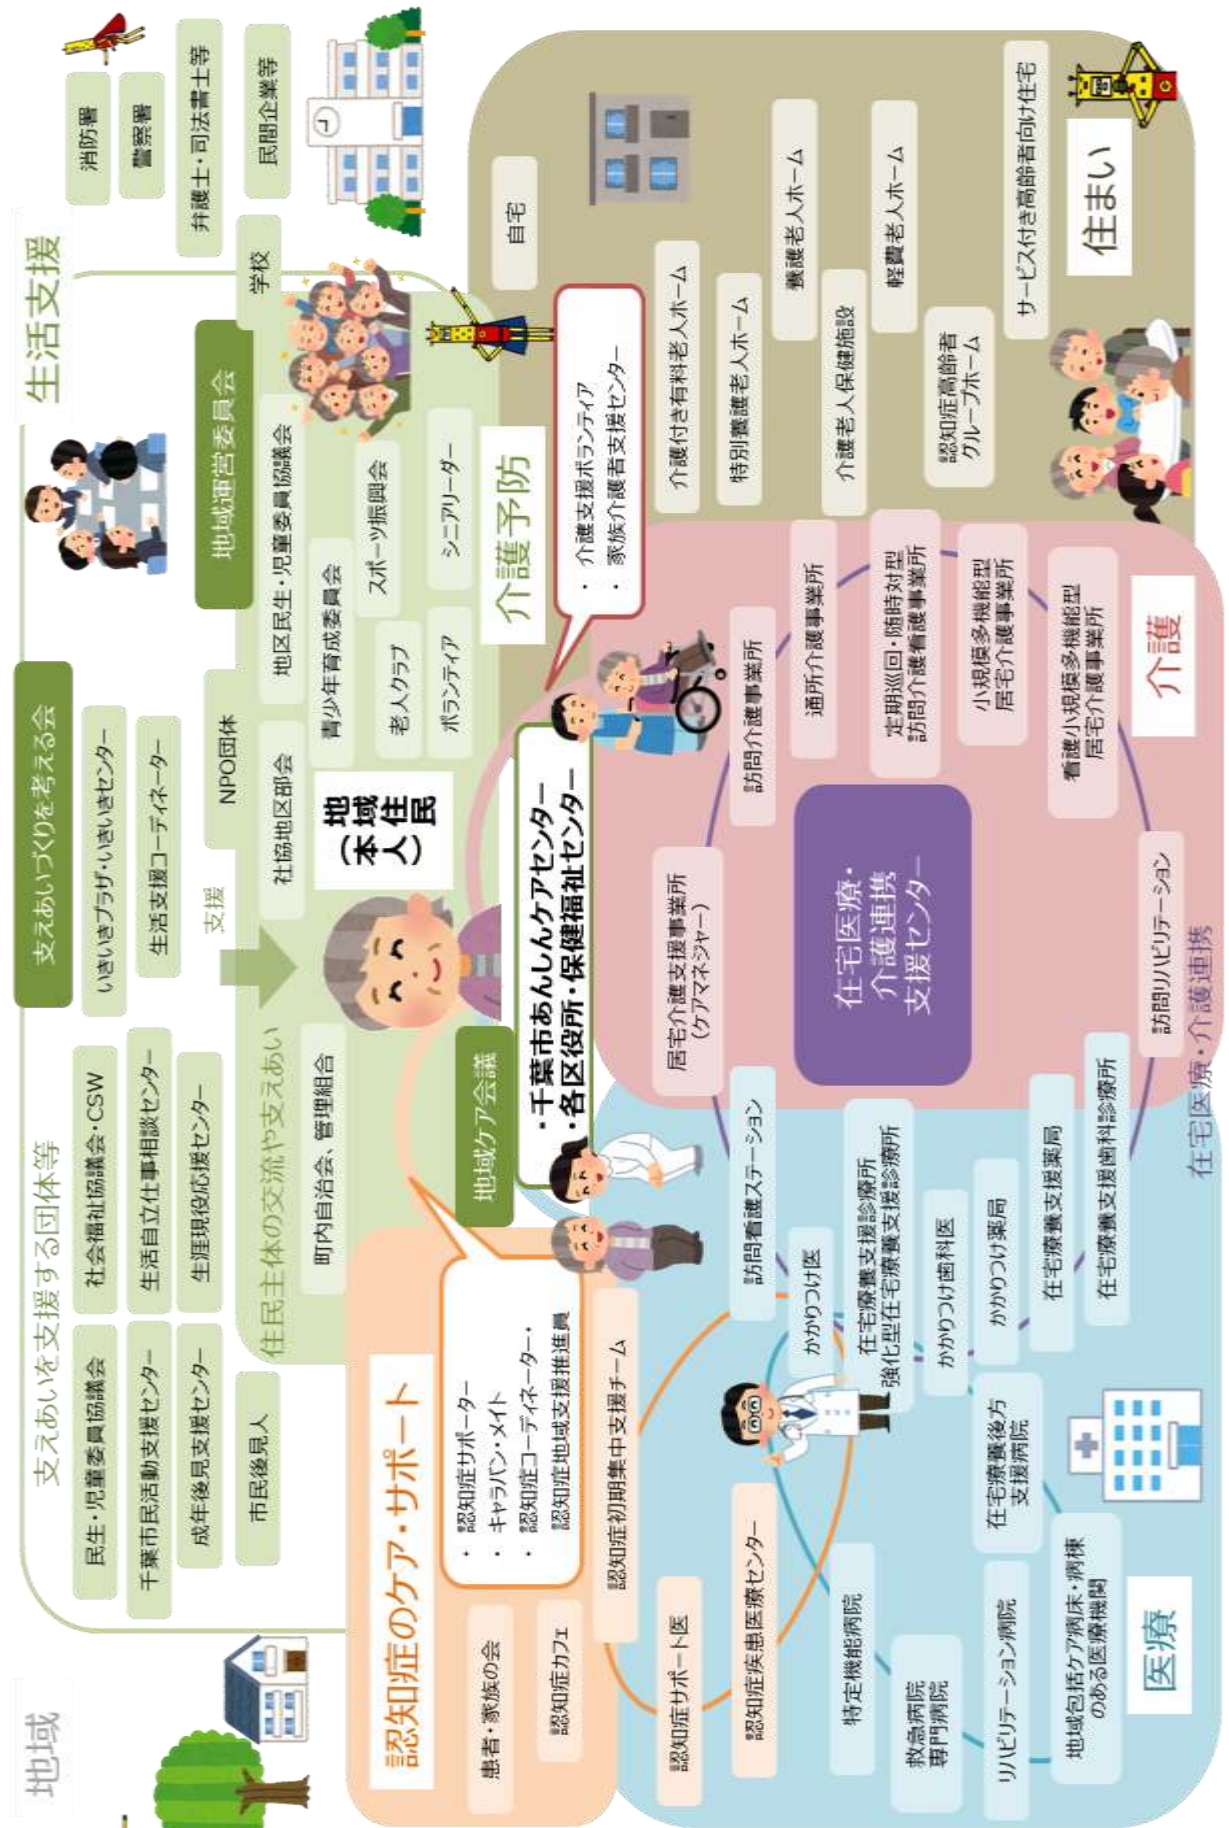 地域
生活支援
支えあいを支援する団体等
支えあいづくりを考える会
消防署
警察署
弁護士・司法書士等
民間企業等
学校
民生・児童委員協議会
社会福祉協議会・CSW
いきいきプラザ・いきいきセンター
千葉市民活動支援センター
生活自立仕事相談センター
生活支援コーディネーター
成年後見支援センター
生涯現役応援センター
NPO団体
地域運営委員会
市民後見人
支援
住民主体の交流や支えあい
町内自治会、管理組合
社協地区部会
地区民生・児童委員協議会
青少年育成委員会
スポーツ振興会
老人クラブ
ボランティア
シニアリーダー
地域住民
(本人)
介護予防
認知症のケア・サポート
・ 認知症サポーター
・ キャラバン・メイト
・ 認知症コーディネーター・
認知症地域支援推進員
患者・家族の会
認知症カフェ
認知症初期集中支援チーム
認知症サポート医
認知症疾患医療センター
地域ケア会議
・千葉市あんしんケアセンター
・各区役所・保健福祉センター
・ 介護支援ボランティア
・ 家族介護者支援センター
自宅
介護付き有料老人ホーム
特別養護老人ホーム
養護老人ホーム
介護老人保健施設
軽費老人ホーム
認知症高齢者
グループホーム
サービス付き高齢者向け住宅
住まい
居宅介護支援事業所
(ケアマネジャー)
訪問介護事業所
通所介護事業所
定期巡回・随時対応型
訪問介護看護事業所
小規模多機能型
居宅介護事業所
看護小規模多機能型
居宅介護事業所
訪問リハビリテーション
介護
在宅医療・
介護連携
支援センター
在宅医療・介護連携
訪問看護ステーション
かかりつけ医
在宅療養支援診療所
強化型在宅療養支援診療所
かかりつけ歯科医
かかりつけ薬局
在宅療養支援薬局
在宅療養支援歯科診療所
特定機能病院
救急病院
専門病院
リハビリテーション病院
在宅療養後方
支援病院
地域包括ケア病床・病棟
のある医療機関
医療